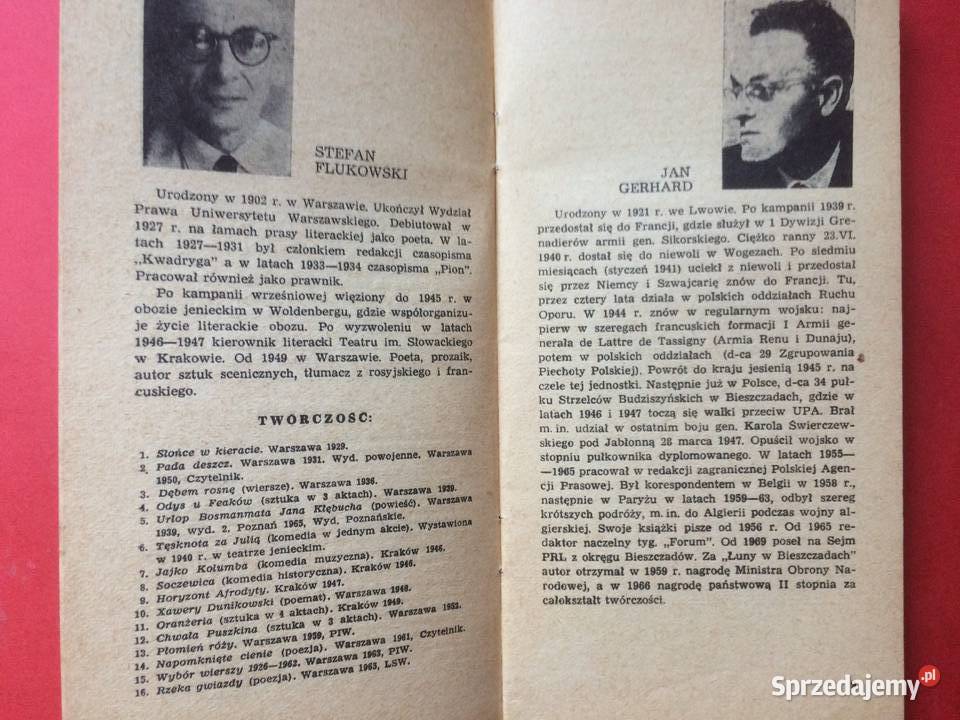 STEFAN
FLUKOWSKI
Urodzony w 1902 r. w Warszawie. Ukończył Wydział
Prawa Uniwersytetu Warszawskiego. Debiutował w
1927 r. na łamach prasy literackiej jako poeta. W la-
tach 1927—1931 był członkiem redakcji czasopisma
„Kwadryga" a w latach 1933—1934 czasopisma „Pion".
Pracował również jako prawnik.
Po kampanii wrześniowej więziony do 1945 r. w
obozie jenieckim w Woldenbergu, gdzie współorganizu-
je życie literackie obozu. Po wyzwoleniu w latach
1946—1947 kierownik literacki Teatru im. Słowackiego
w Krakowie. Od 1949 w Warszawie. Poeta, prozaik,
autor sztuk scenicznych, tłumacz z rosyjskiego i fran-
cuskiego.
TWÓRCZOŚĆ:
1. Słońce w kieracie. Warszawa 1929.
2. Pada deszcz. Warszawa 1931. Wyd. powojenne. Warszawa
1950, Czytelnik.
3. Dębem rosnę (wiersze). Warszawa 1936.
4. Odys u Feaków (sztuka w 3 aktach). Warszawa 1939.
5. Urlop Bosmanmata Jana Kłębucha (powieść). Warszawa
1939, wyd. 2. Poznań 1965, Wyd. Poznańskie.
6. Tęsknota za Julią (komedia w jednym akcie). Wystawiona
w 1940 r. w teatrze jenieckim.
7. Jajko Kolumba (komedia muzyczna). Kraków 1946.
8. Soczewica (komedia historyczna). Kraków 1946.
9. Horyzont Afrodyty. Kraków 1947.
10. Xawery Dunikowski (poemat). Warszawa 1948.
11. Oranżeria (sztuka w 4 aktach). Kraków 1949.
12. Chwała Puszkina (sztuka w 3 aktach). Warszawa 1952.
13. Płomień róży. Warszawa 1959, PIW.
14. Napomknięte cienie (poezja). Warszawa 1961, Czytelnik.
15. Wybór wierszy 1926—1962. Warszawa 1963, PIW.
16. Rzeka gwiazdy (poezja). Warszawa 1963, LSW.
JAN
GERHARD
Urodzony w 1921 r. we Lwowie. Po kampanii 1939 r.
przedostał się do Francji, gdzie służył w 1 Dywizji Gre-
nadierów armii gen. Sikorskiego. Ciężko ranny 23.VI.
1940 r. dostał się do niewoli w Wogezach. Po siedmiu
miesiącach (styczeń 1941) uciekł z niewoli i przedostał
się przez Niemcy i Szwajcarię znów do Francji. Tu,
przez cztery lata działa w polskich oddziałach Ruchu
Oporu. W 1944 r. znów w regularnym wojsku: naj-
pierw w szeregach francuskich formacji I Armii gene-
rała de Lattre de Tassigny (Armia Renu i Dunaju),
potem w polskich oddziałach (d-ca 29 Zgrupowania
Piechoty Polskiej). Powrót do kraju jesienią 1945 r. na
czele tej jednostki. Następnie już w Polsce, d-ca 34 puł-
ku Strzelców Budziszyńskich w Bieszczadach, gdzie w
latach 1946 i 1947 toczą się walki przeciw UPA. Brał
m. in. udział w ostatnim boju gen. Karola Świerczew-
skiego pod Jabłonną 28 marca 1947. Opuścił wojsko w
stopniu pułkownika dyplomowanego. W latach 1955—
—1965 pracował w redakcji zagranicznej Polskiej Agen-
cji Prasowej. Był korespondentem w Belgii w 1958 r.,
następnie w Paryżu w latach 1959—63, odbył szereg
krótszych podróży, m. in. do Algierii podczas wojny al-
gierskiej. Swoje książki pisze od 1956 r. Od 1965 re-
daktor naczelny tyg. „Forum". Od 1969 poseł na Sejm
PRL z okręgu Bieszczadów. Za „Łuny w Bieszczadach"
autor otrzymał w 1959 r. nagrodę Ministra Obrony Na-
rodowej, a w 1966 nagrodę państwową II stopnia za
całokształt twórczości.
Sprzedajemy.pl